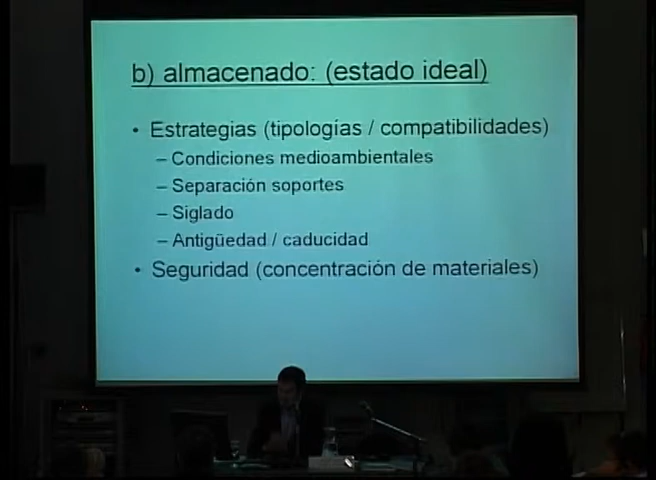 b) almacenado: (estado ideal)
• Estrategias (tipologías / compatibilidades)
– Condiciones medioambientales
– Separación soportes
– Siglado
– Antigüedad / caducidad
• Seguridad (concentración de materiales)